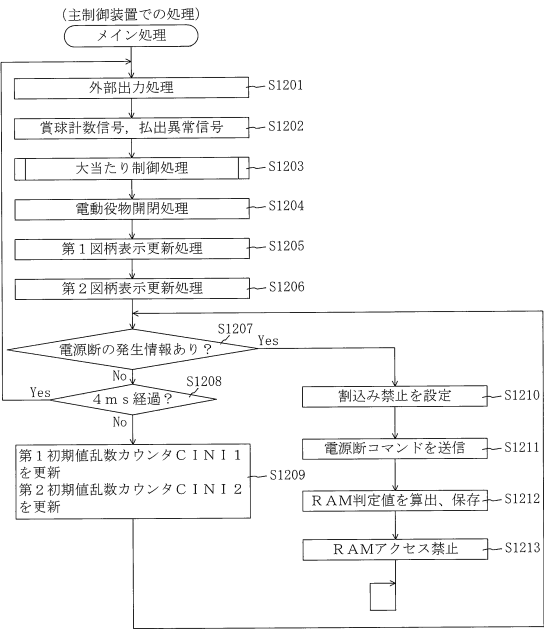 (主制御装置での処理)
メイン処理
外部出力処理
S1201
賞球計数信号,払出異常信号
S1202
大当たり制御処理
S1203
電動役物開閉処理
S1204
第1図柄表示更新処理
S1205
第2図柄表示更新処理
S1206
S1207
電源断の発生情報あり?
Yes
No
S1208
Yes
4ms経過?
No
第1初期値乱数カウンタCINI1
を更新
第2初期値乱数カウンタCINI2
を更新
S1209
割込み禁止を設定
S1210
電源断コマンドを送信
S1211
RAM判定値を算出、保存
S1212
RAMアクセス禁止
S1213